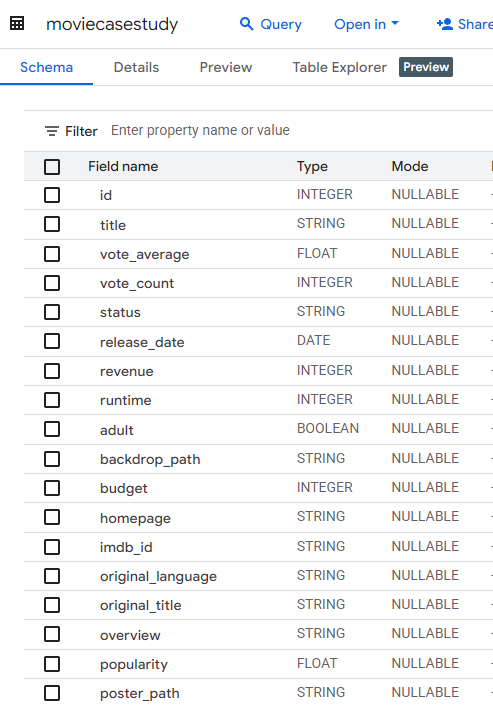 moviecasestudy Query Open in Share
Schema Details Preview Table Explorer Preview
Filter Enter property name or value
Field name Type Mode
id INTEGER NULLABLE
title STRING NULLABLE
vote_average FLOAT NULLABLE
vote_count INTEGER NULLABLE
status STRING NULLABLE
release_date DATE NULLABLE
revenue INTEGER NULLABLE
runtime INTEGER NULLABLE
adult BOOLEAN NULLABLE
backdrop_path STRING NULLABLE
budget INTEGER NULLABLE
homepage STRING NULLABLE
imdb_id STRING NULLABLE
original_language STRING NULLABLE
original_title STRING NULLABLE
overview STRING NULLABLE
popularity FLOAT NULLABLE
poster_path STRING NULLABLE